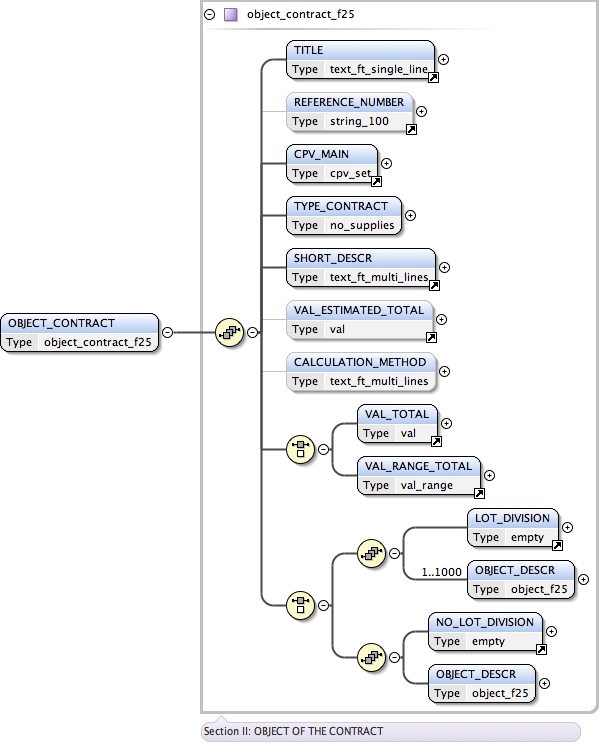 object_contract_f25
TITLE
Type text_ft_single_line
REFERENCE_NUMBER
Type string_100
CPV_MAIN
Type cpv_set
TYPE_CONTRACT
Type no_supplies
SHORT_DESCR
Type text_ft_multi_lines
VAL_ESTIMATED_TOTAL
Type val
OBJECT_CONTRACT
Type object_contract_f25
CALCULATION_METHOD
Type text_ft_multi_lines
VAL_TOTAL
Type val
VAL_RANGE_TOTAL
Type val_range
LOT_DIVISION
Type empty
1..1000
OBJECT_DESCR
Type object_f25
NO_LOT_DIVISION
Type empty
OBJECT_DESCR
Type object_f25
Section II: OBJECT OF THE CONTRACT